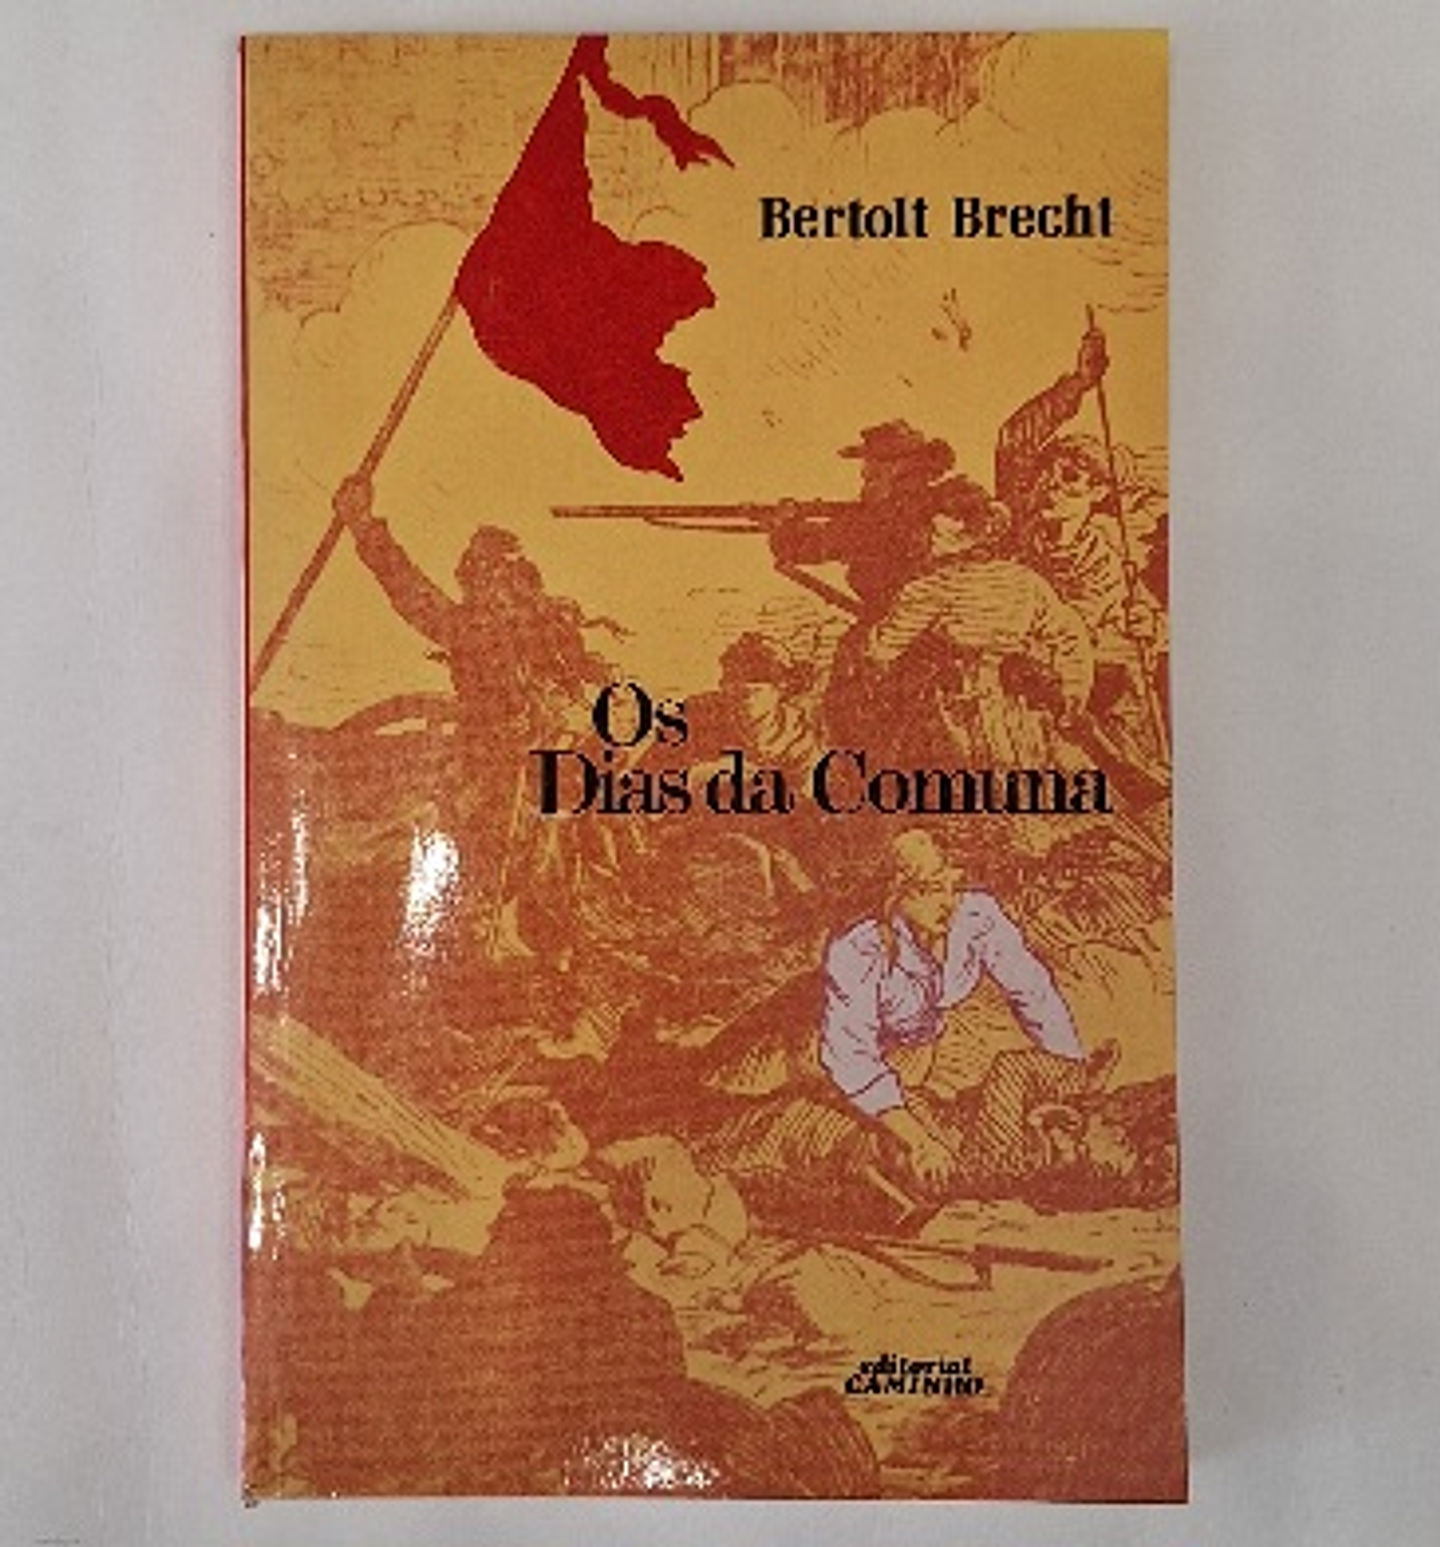 Bertolt Brecht
Os
Dias da Comuna
editorial
CAMINHO